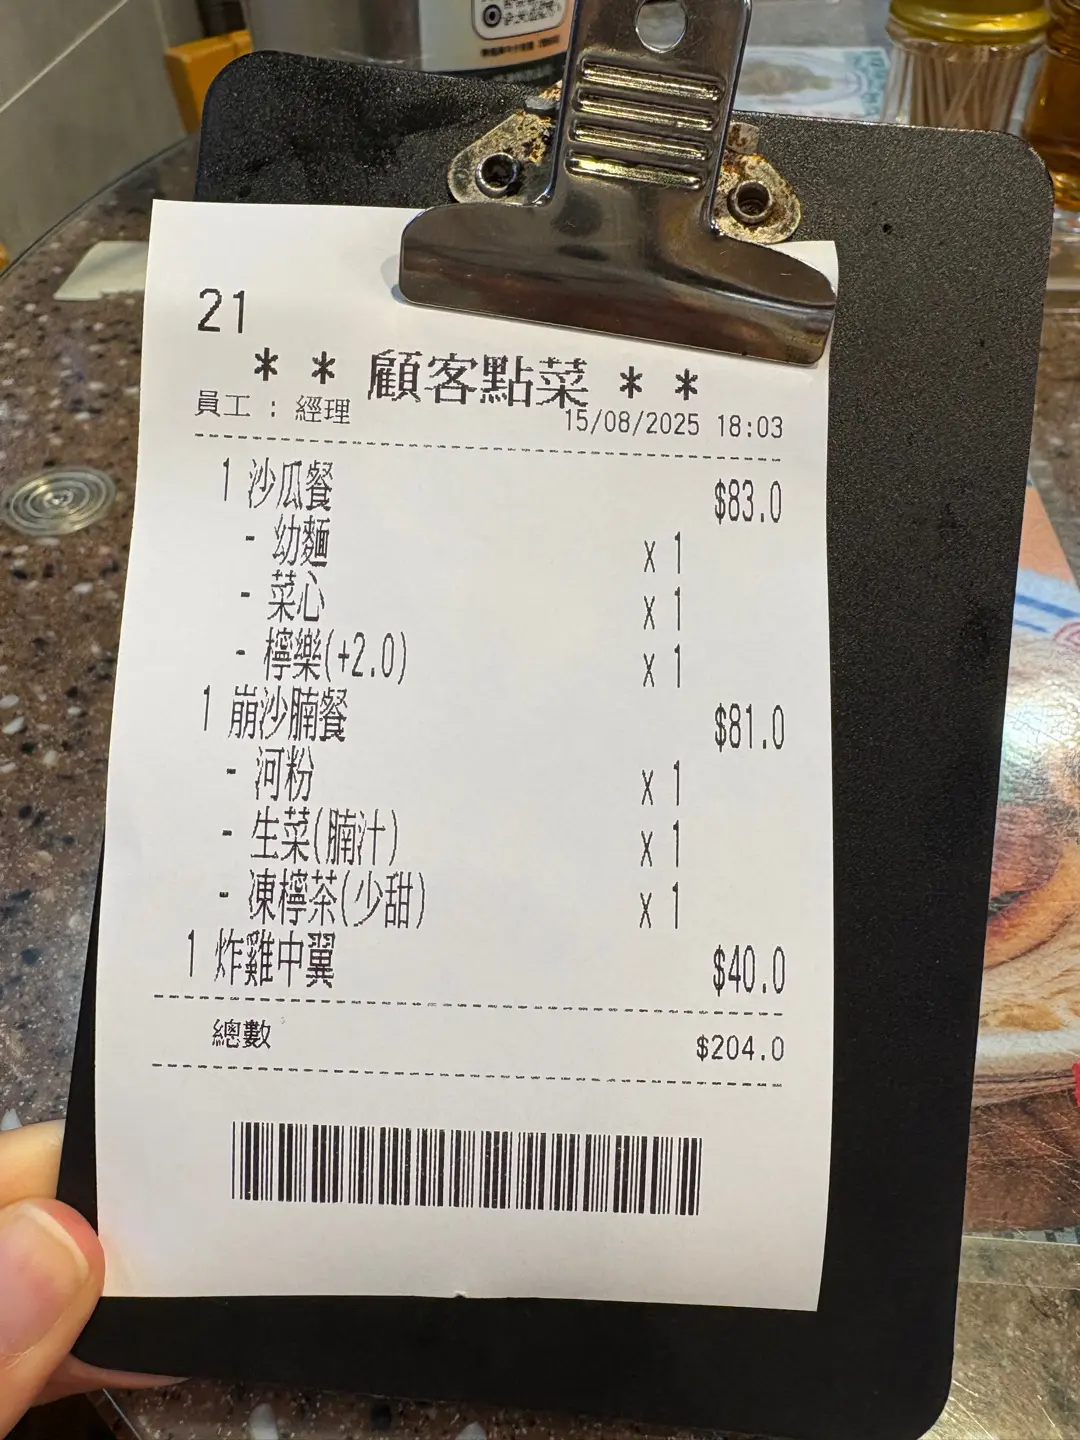 21
** 顧客點菜 **
員工 : 經理 15/08/2025 18:03
1 沙瓜餐 $83.0
- 幼麵 x 1
- 菜心 x 1
- 檸樂(+2.0) x 1
1 崩沙腩餐 $81.0
- 河粉 x 1
- 生菜(腩汁) x 1
- 凍檸茶(少甜) x 1
1 炸雞中翼 $40.0
總數 $204.0